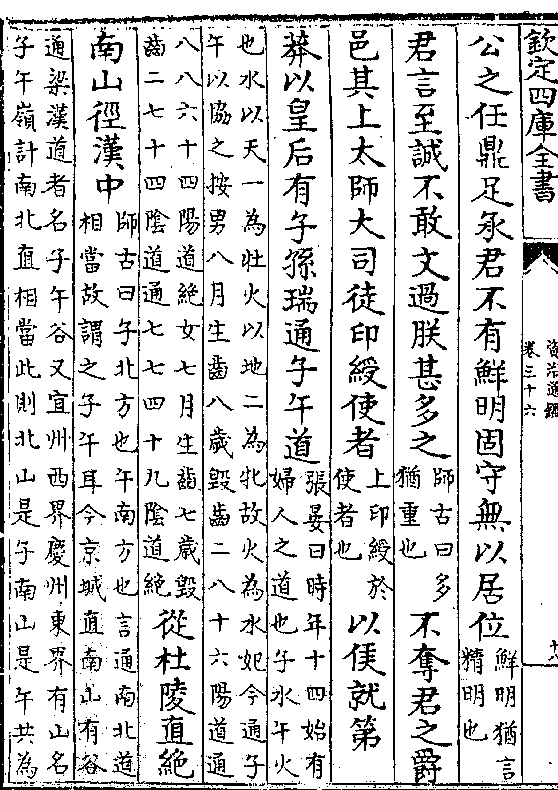 欽定四庫全書
資治通鑑
卷三十六
公之任鼎足承君不有鮮明固守無以居位
鮮明猶言
精明也
君言至誠不敢文過朕甚多之
師古曰多
猶重也
不奪君之爵
邑其上太師大司徒印綬使者
上印綬於
使者也
以侯就第
莽以皇后有子孫瑞通子午道
張晏曰時年十四始有
婦人之道也子水午火
也水以天一為牡火以地二為牝故火為水妃今通子
午以協之按男八月生齒八歲毁齒二八十六陽道通
八八六十四陽道絶女七月生齒七歲毁
齒二七十四陰道通七七四十九陰道絶
從杜陵直絶
南山徑漢中
師古曰子北方也午南方也言通南北道
相當故謂之子午耳今京城直南山有谷
通梁漢道者名子午谷又宜州西界慶州東界有山名
子午嶺計南北直相當此則北山是子南山是午共為